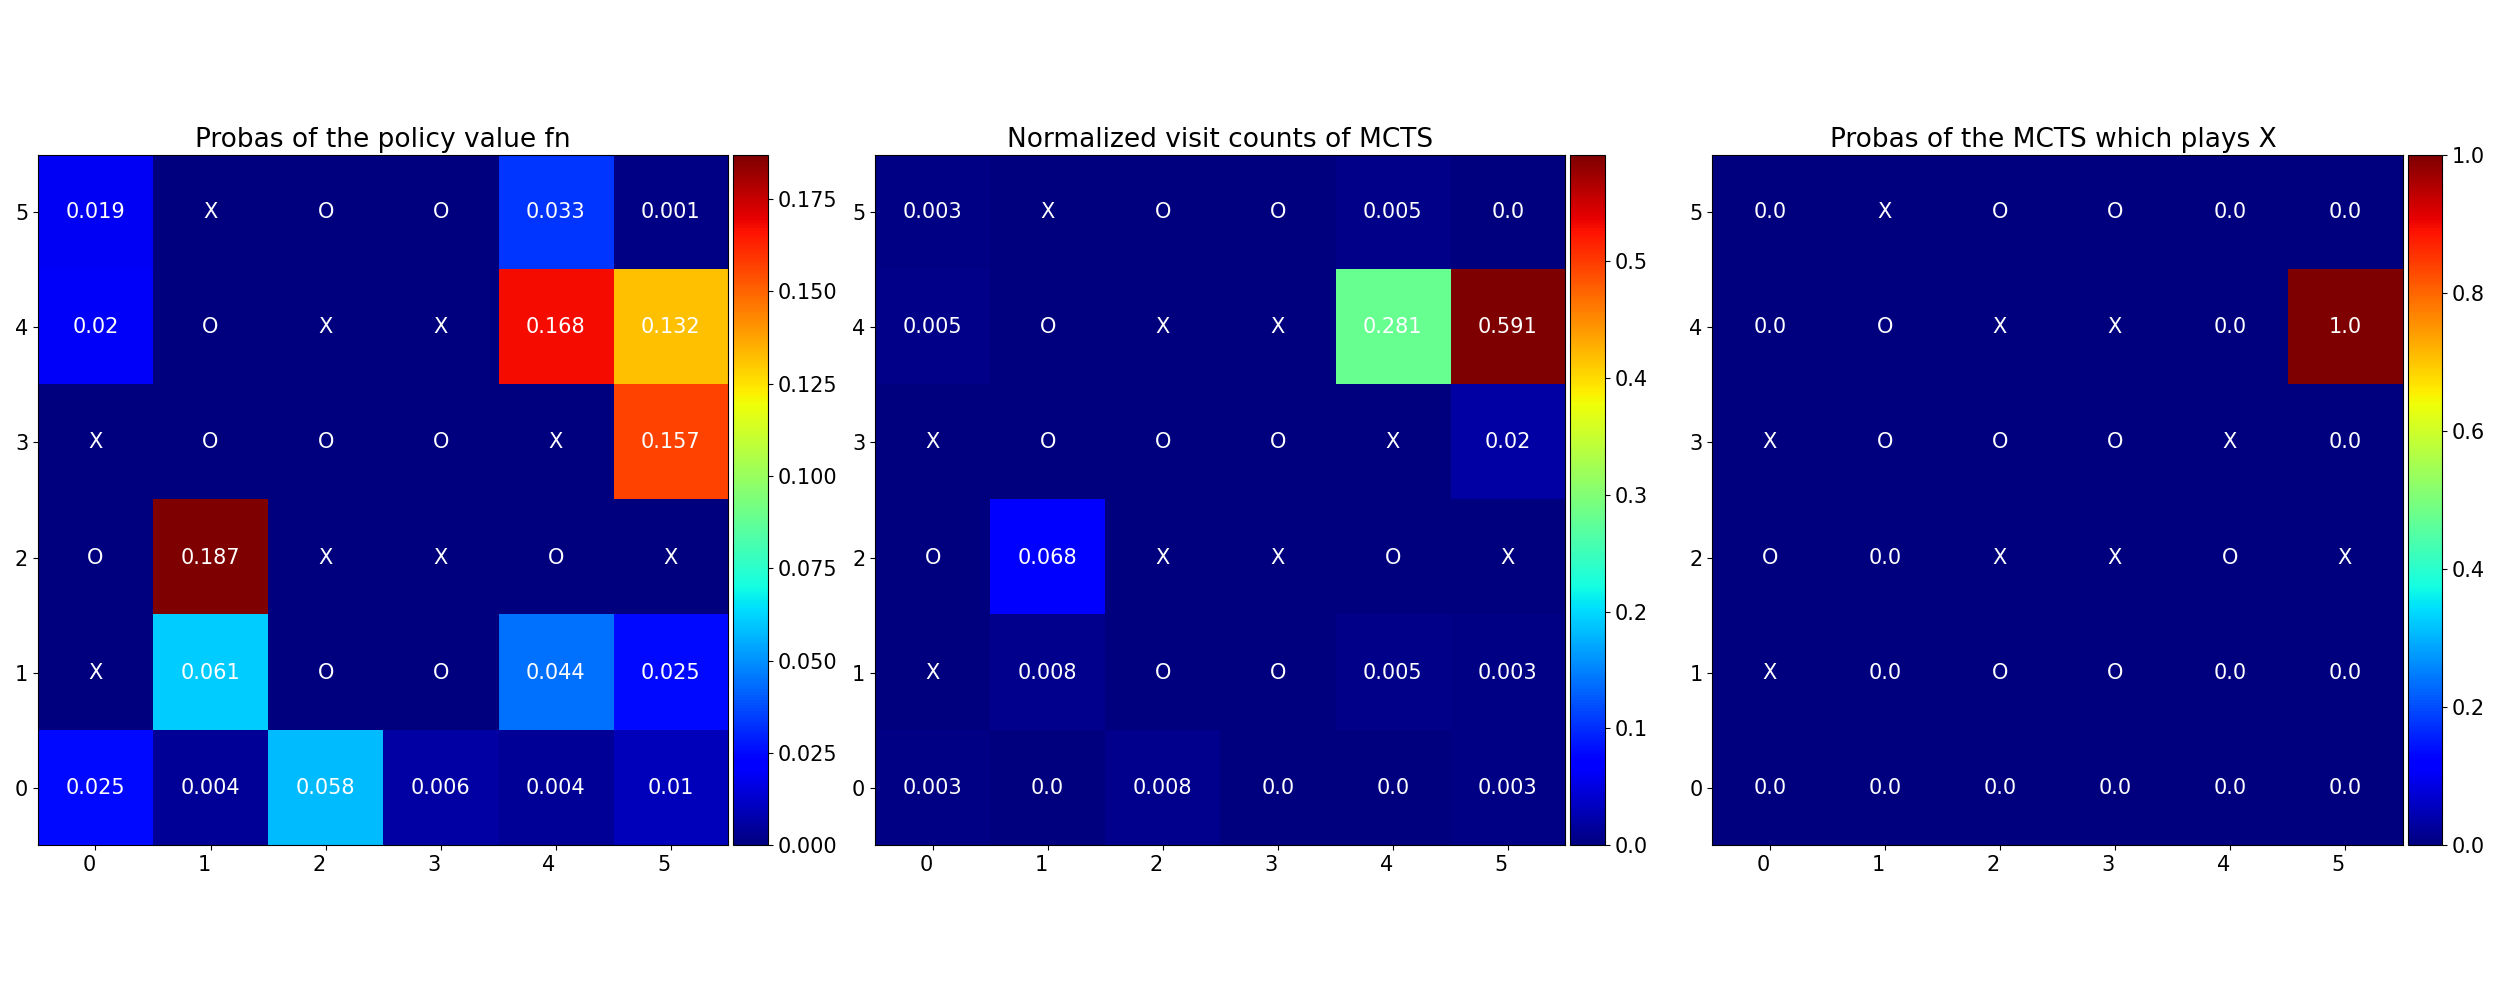 Probas of the policy value fn
5 0.019 X O O 0.033 0.001
4 0.02 O X X 0.168 0.132
3 X O O O X 0.157
2 O 0.187 X X O X
1 X 0.061 O O 0.044 0.025
0 0.025 0.004 0.058 0.006 0.004 0.01
0 1 2 3 4 5
0.175
0.150
0.125
0.100
0.075
0.050
0.025
0.000
Normalized visit counts of MCTS
5 0.003 X O O 0.005 0.0
4 0.005 O X X 0.281 0.591
3 X O O O X 0.02
2 O 0.068 X X O X
1 X 0.008 O O 0.005 0.003
0 0.003 0.0 0.008 0.0 0.0 0.003
0 1 2 3 4 5
0.5
0.4
0.3
0.2
0.1
0.0
Probas of the MCTS which plays X
5 0.0 X O O 0.0 0.0
4 0.0 O X X 0.0 1.0
3 X O O O X 0.0
2 O 0.0 X X O X
1 X 0.0 O O 0.0 0.0
0 0.0 0.0 0.0 0.0 0.0 0.0
0 1 2 3 4 5
1.0
0.8
0.6
0.4
0.2
0.0